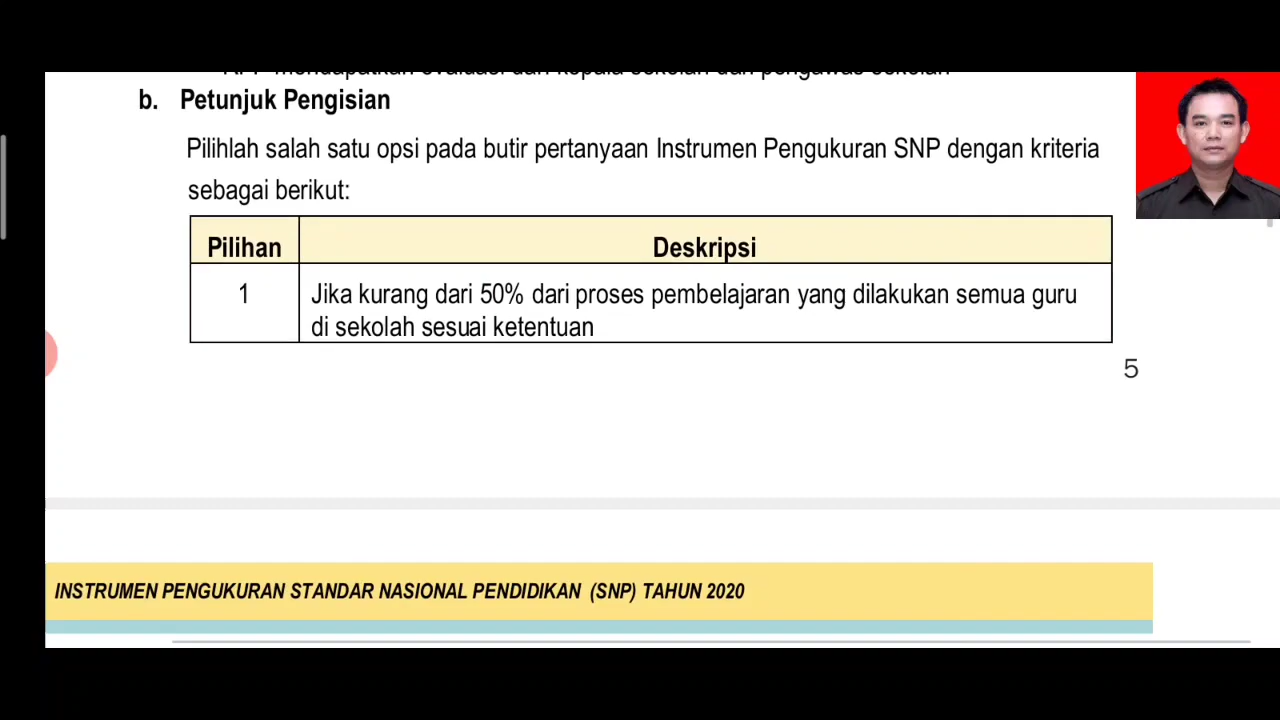 b. Petunjuk Pengisian
Pilihlah salah satu opsi pada butir pertanyaan Instrumen Pengukuran SNP dengan kriteria
sebagai berikut:
Pilihan Deskripsi
1 Jika kurang dari 50% dari proses pembelajaran yang dilakukan semua guru
di sekolah sesuai ketentuan
5
INSTRUMEN PENGUKURAN STANDAR NASIONAL PENDIDIKAN (SNP) TAHUN 2020